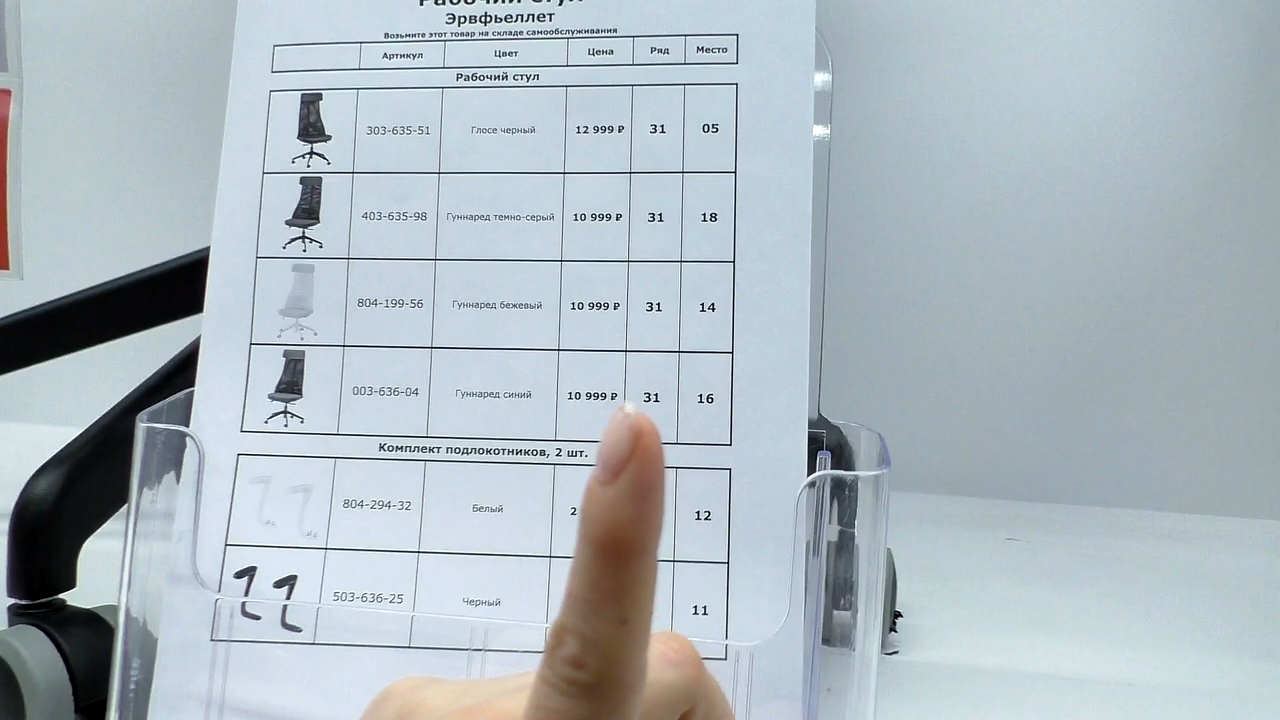 Эрвфьеллет
Возьмите этот товар на складе самообслуживания
Артикул Цвет Цена Ряд Место
Рабочий стул
303-635-51 Глосе черный 12 999 ₽ 31 05
403-635-98 Гуннаред темно-серый 10 999 ₽ 31 18
804-199-56 Гуннаред бежевый 10 999 ₽ 31 14
003-636-04 Гуннаред синий 10 999 ₽ 31 16
Комплект подлокотников, 2 шт.
804-294-32 Белый 2 12
503-636-25 Черный 11